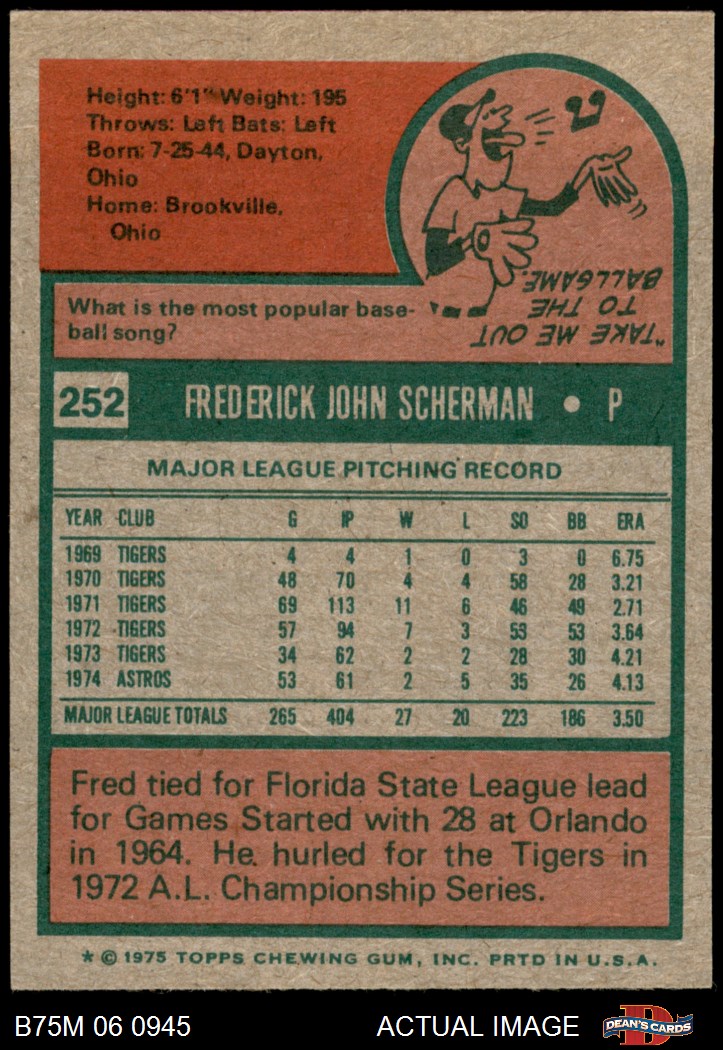 Height: 6'1" Weight: 195
Throws: Left Bats: Left
Born: 7-25-44, Dayton,
Ohio
Home: Brookville,
Ohio
What is the most popular base-
ball song?
"TAKE ME OUT
TO THE
BALLGAME.
252 FREDERICK JOHN SCHERMAN • P
MAJOR LEAGUE PITCHING RECORD
YEAR CLUB G IP W L SO BB ERA
1969 TIGERS 4 4 1 0 3 0 6.75
1970 TIGERS 48 70 4 4 58 28 3.21
1971 TIGERS 69 113 11 6 46 49 2.71
1972 TIGERS 57 94 7 3 53 53 3.64
1973 TIGERS 34 62 2 2 28 30 4.21
1974 ASTROS 53 61 2 5 35 26 4.13
MAJOR LEAGUE TOTALS 265 404 27 20 223 186 3.50
Fred tied for Florida State League lead
for Games Started with 28 at Orlando
in 1964. He hurled for the Tigers in
1972 A.L. Championship Series.
* © 1975 TOPPS CHEWING GUM, INC. PRTD IN U.S.A.
B75M 06 0945 ACTUAL IMAGE DEAN'S CARDS